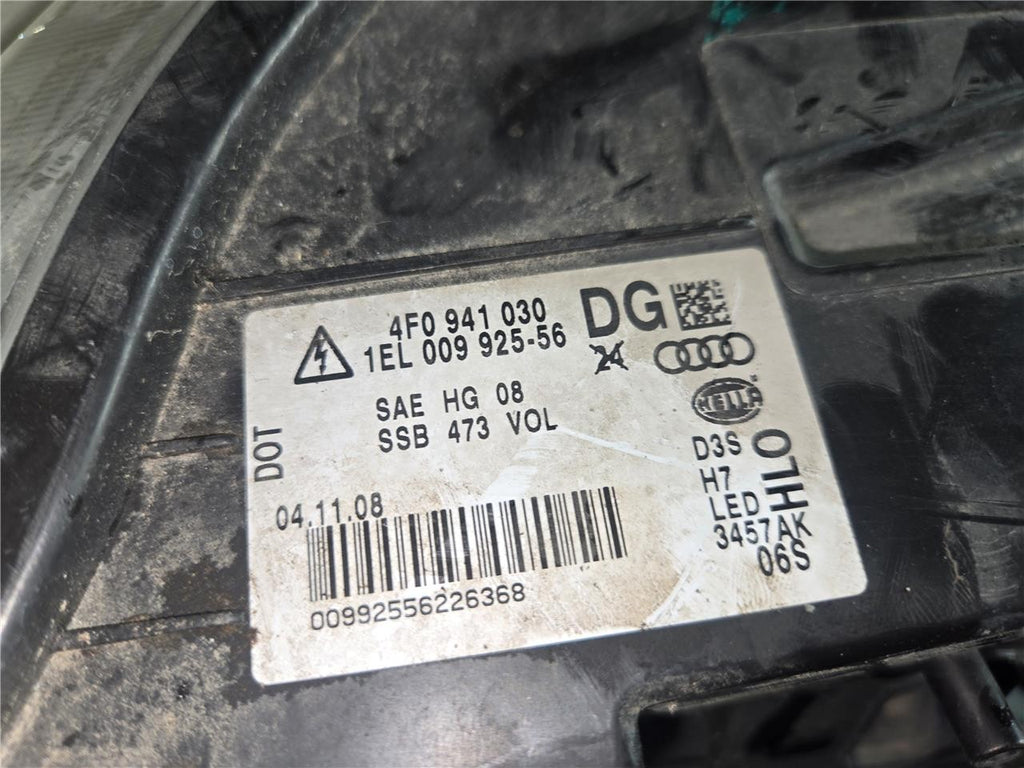 4F0 941 030 DG
1EL 009 925-56 24
HELLA
SAE HG 08
SSB 473 VOL
DOT
D3S
H7
LED
HLO
3457AK
06S
04.11.08
00992556226368